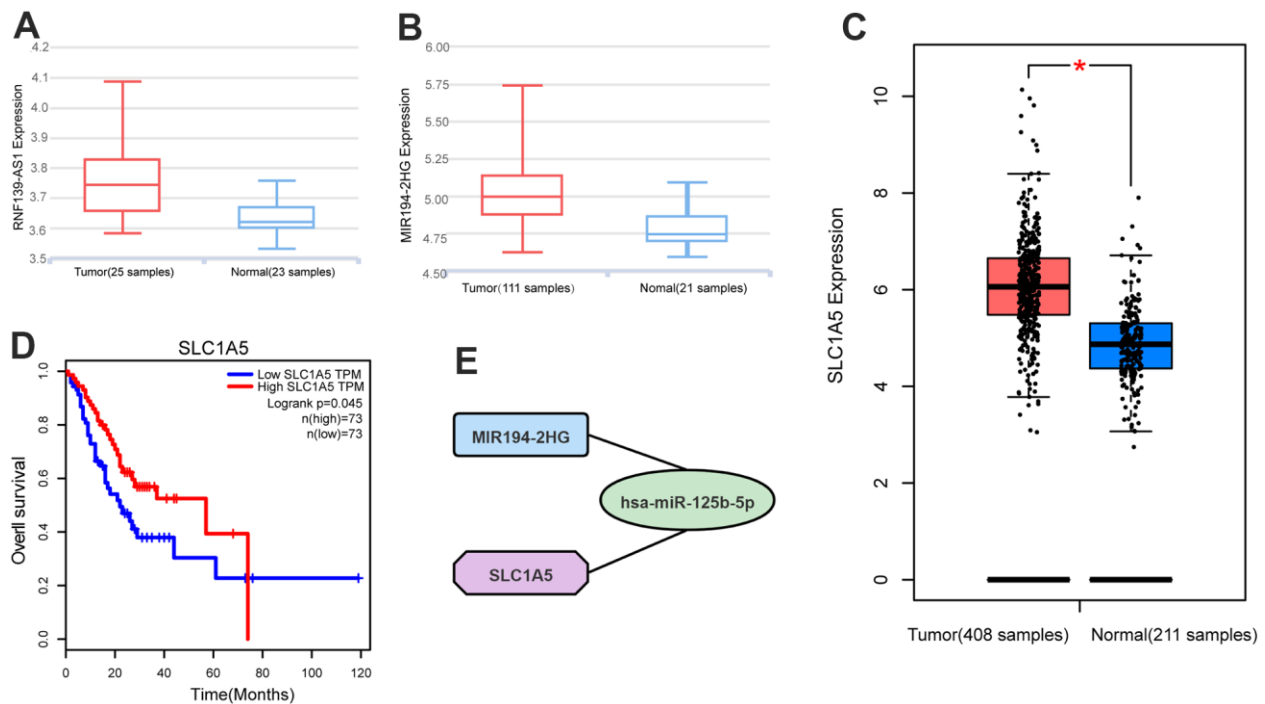 A
RNF139-AS1 Expression
4.2
4.1
4.0
3.9
3.8
3.7
3.6
3.5
Tumor(25 samples)
Normal(23 samples)
B
MIR194-2HG Expression
6.00
5.75
5.50
5.25
5.00
4.75
4.50
Tumor(111 samples)
Nomal(21 samples)
C
SLC1A5 Expression
10
8
6
4
2
0
*
Tumor(408 samples)
Normal(211 samples)
D
SLC1A5
Low SLC1A5 TPM
High SLC1A5 TPM
Logrank p=0.045
n(high)=73
n(low)=73
Overll survival
1.0
0.8
0.6
0.4
0.2
0.0
0 20 40 60 80 100 120
Time(Months)
E
MIR194-2HG
hsa-miR-125b-5p
SLC1A5